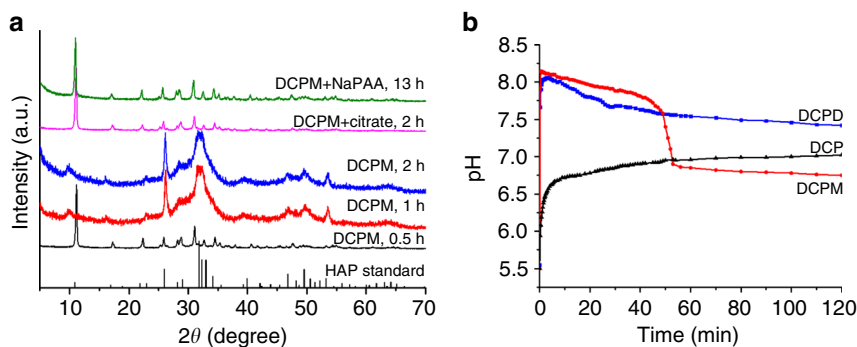 a
Intensity (a.u.)
DCPM+NaPAA, 13 h
DCPM+citrate, 2 h
DCPM, 2 h
DCPM, 1 h
DCPM, 0.5 h
HAP standard
10 20 30 40 50 60 70
2θ (degree)
b
pH
8.5
8.0
7.5
7.0
6.5
6.0
5.5
DCPD
DCP
DCPM
0 20 40 60 80 100 120
Time (min)